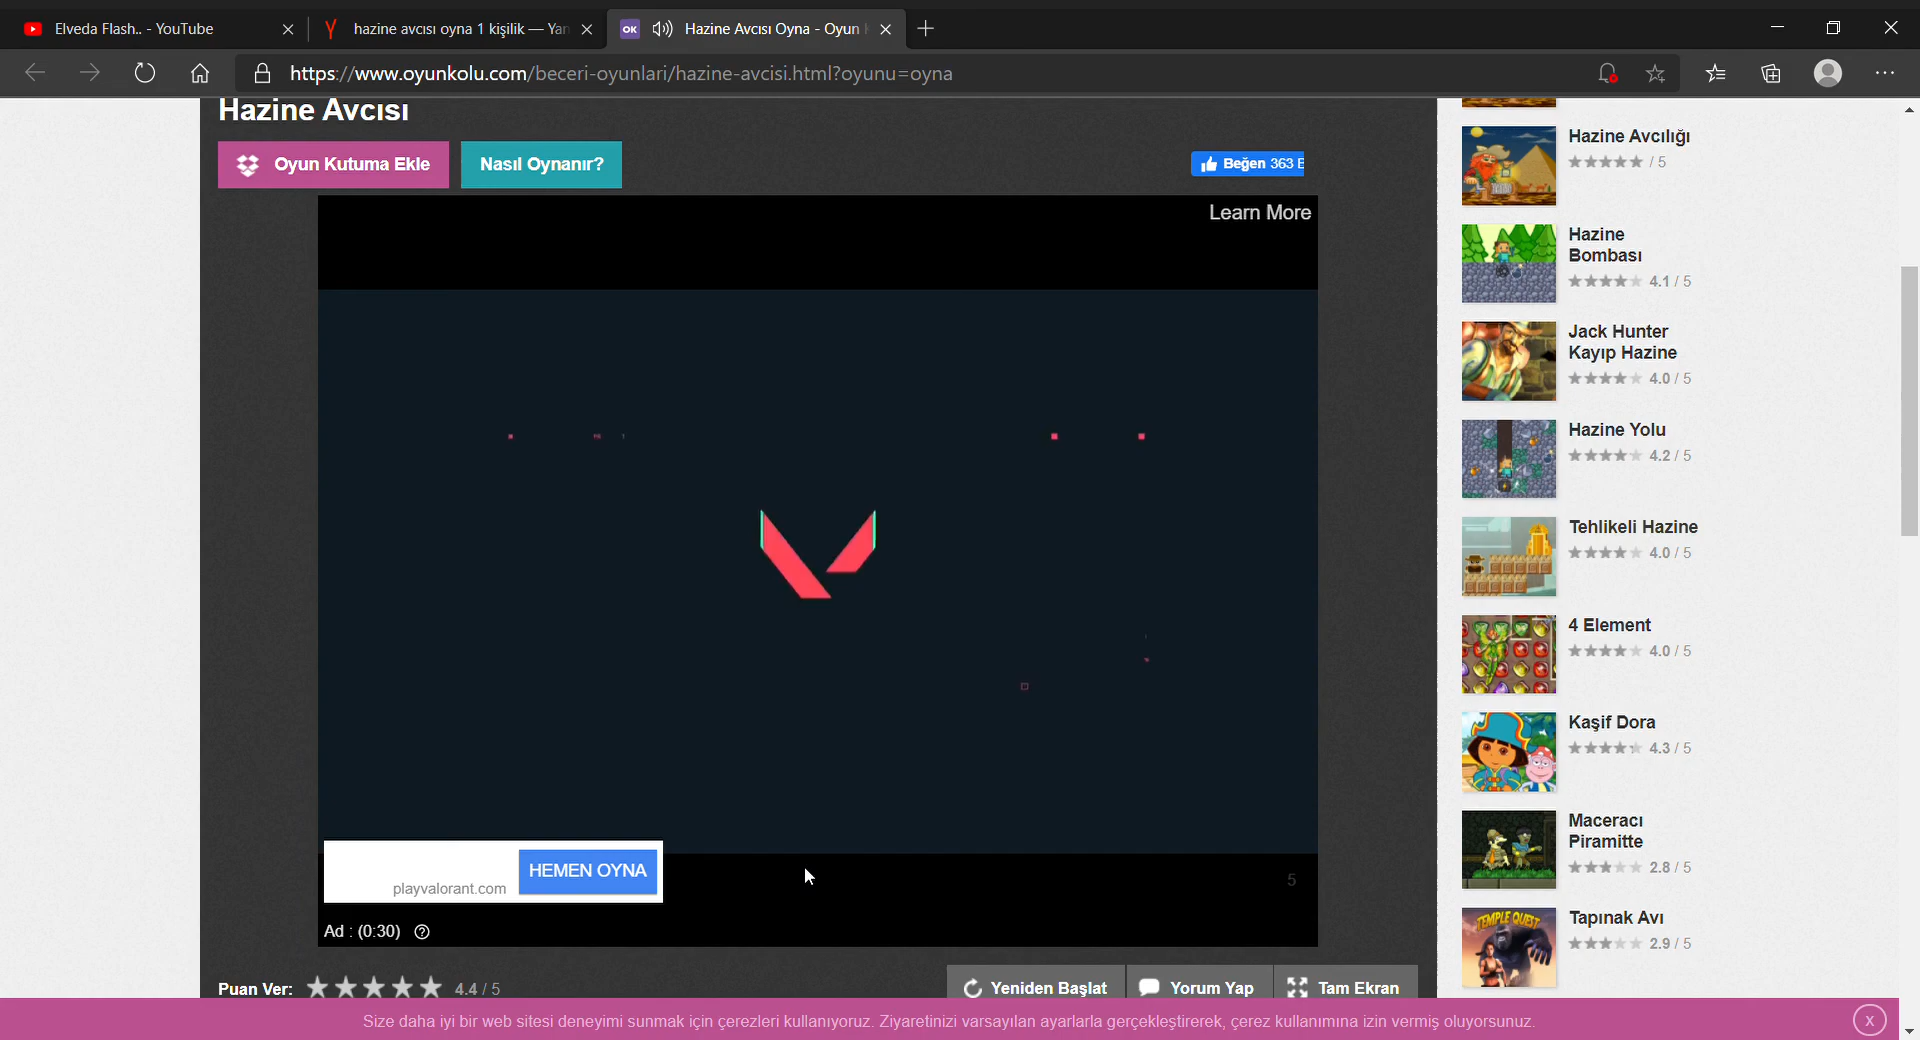 Elveda Flash.. - YouTube
hazine avcısı oyna 1 kişilik — Yan
OK
Hazine Avcısı Oyna - Oyun
https://www.oyunkolu.com/beceri-oyunlari/hazine-avcisi.html?oyunu=oyna
Hazine Avcısı
Oyun Kutuma Ekle
Nasıl Oynanır?
Beğen 363 B
Learn More
HEMEN OYNA
playvalorant.com
5
Ad : (0:30)
Puan Ver:
4.4 / 5
Yeniden Başlat
Yorum Yap
Tam Ekran
Hazine Avcılığı
/ 5
Hazine
Bombası
4.1 / 5
Jack Hunter
Kayıp Hazine
4.0 / 5
Hazine Yolu
4.2 / 5
Tehlikeli Hazine
4.0 / 5
4 Element
4.0 / 5
Kaşif Dora
4.3 / 5
Maceracı
Piramitte
2.8 / 5
TEMPLE QUEST
Tapınak Avı
2.9 / 5
Size daha iyi bir web sitesi deneyimi sunmak için çerezleri kullanıyoruz. Ziyaretinizi varsayılan ayarlarla gerçekleştirerek, çerez kullanımına izin vermiş oluyorsunuz.
X